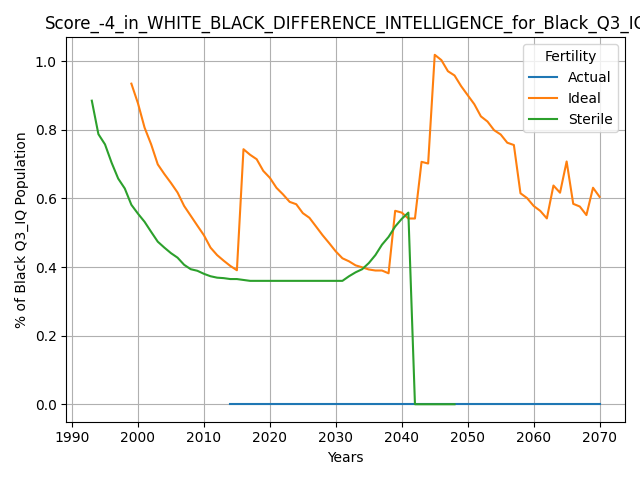 Score_-4_in_WHITE_BLACK_DIFFERENCE_INTELLIGENCE_for_Black_Q3_IQ
Fertility
Actual
Ideal
Sterile
% of Black Q3_IQ Population
1.0
0.8
0.6
0.4
0.2
0.0
1990 2000 2010 2020 2030 2040 2050 2060 2070
Years